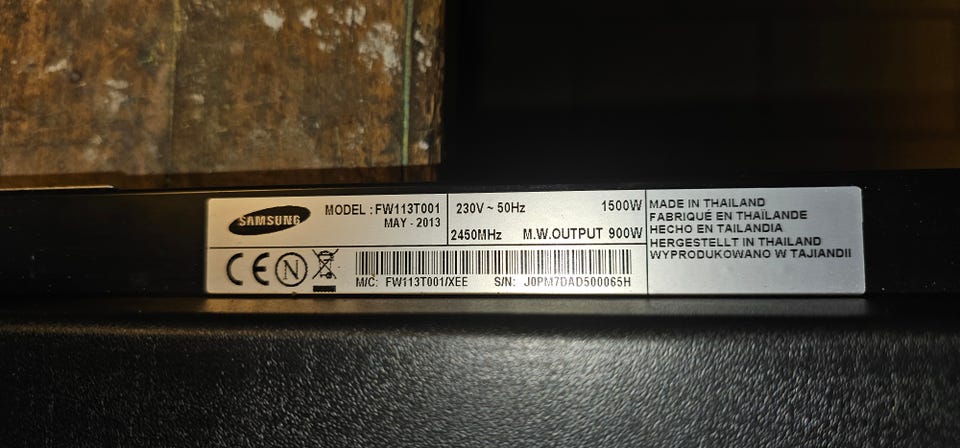 SAMSUNG
MODEL : FW113T001
MAY - 2013
230V ~ 50Hz 1500W
2450MHz M.W.OUTPUT 900W
CE N
M/C: FW113T001/XEE S/N: J0PM7DAD500065H
MADE IN THAILAND
FABRIQUÉ EN THAÏLANDE
HECHO EN TAILANDIA
HERGESTELLT IN THAILAND
WYPRODUKOWANO W TAJIANDII